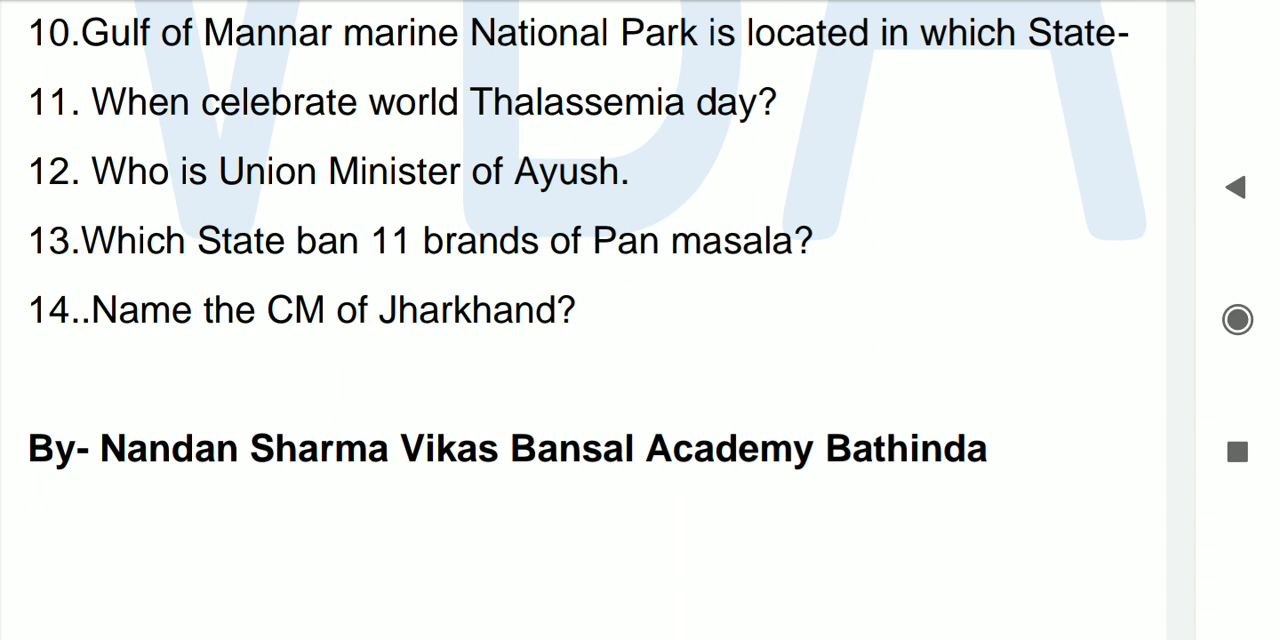 10.Gulf of Mannar marine National Park is located in which State-
11. When celebrate world Thalassemia day?
12. Who is Union Minister of Ayush.
13.Which State ban 11 brands of Pan masala?
14..Name the CM of Jharkhand?
By- Nandan Sharma Vikas Bansal Academy Bathinda